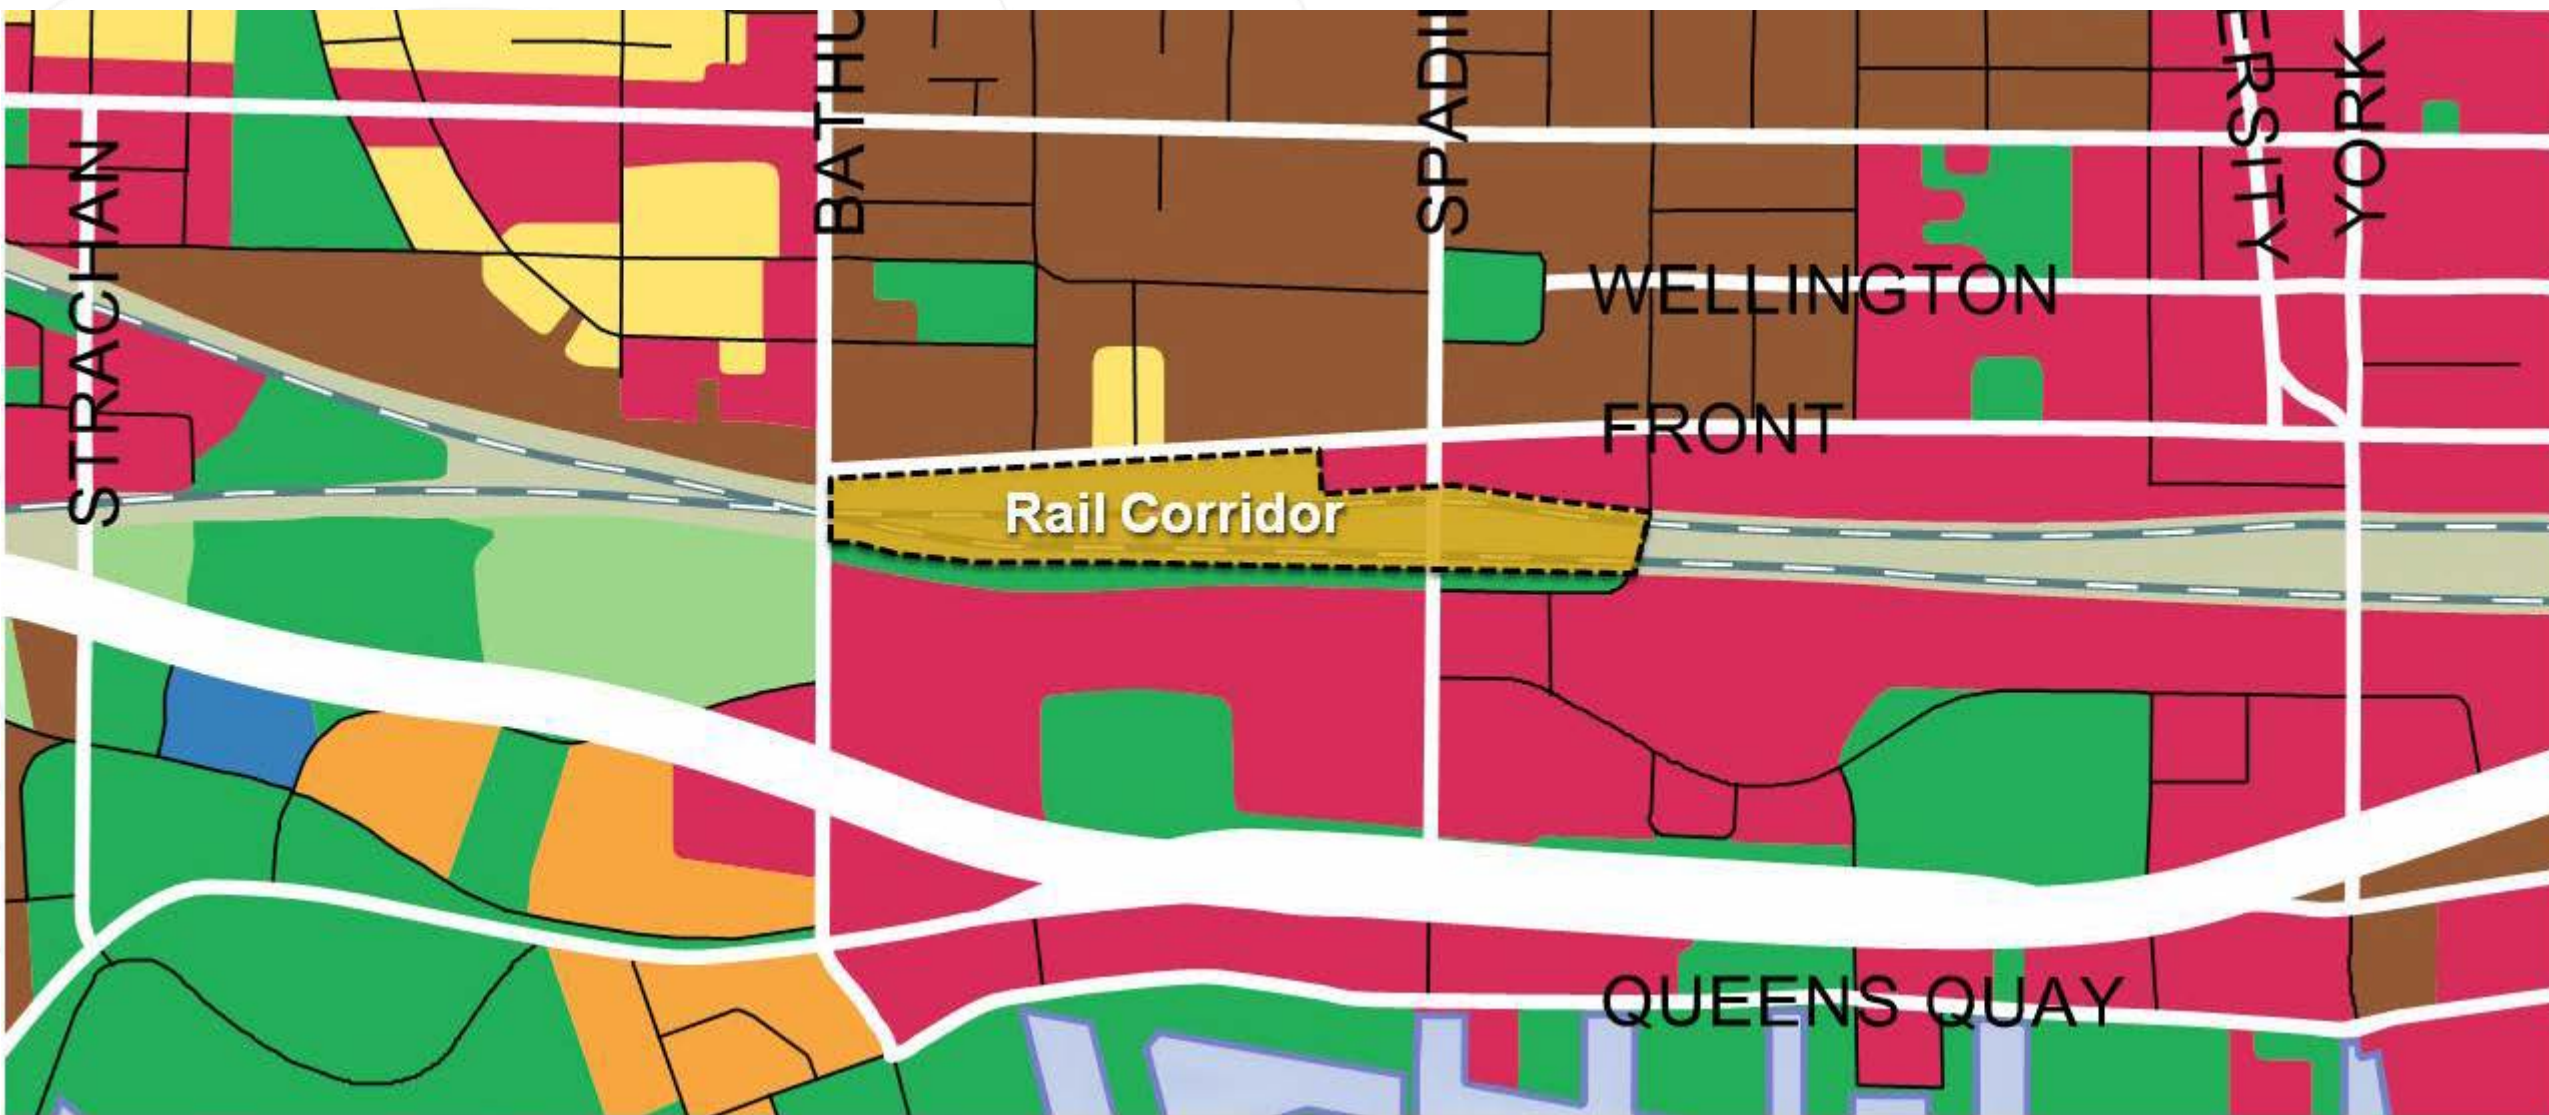 STRACHAN
BATHU
SPADI
ERSITY
YORK
WELLINGTON
FRONT
Rail Corridor
QUEENS QUAY